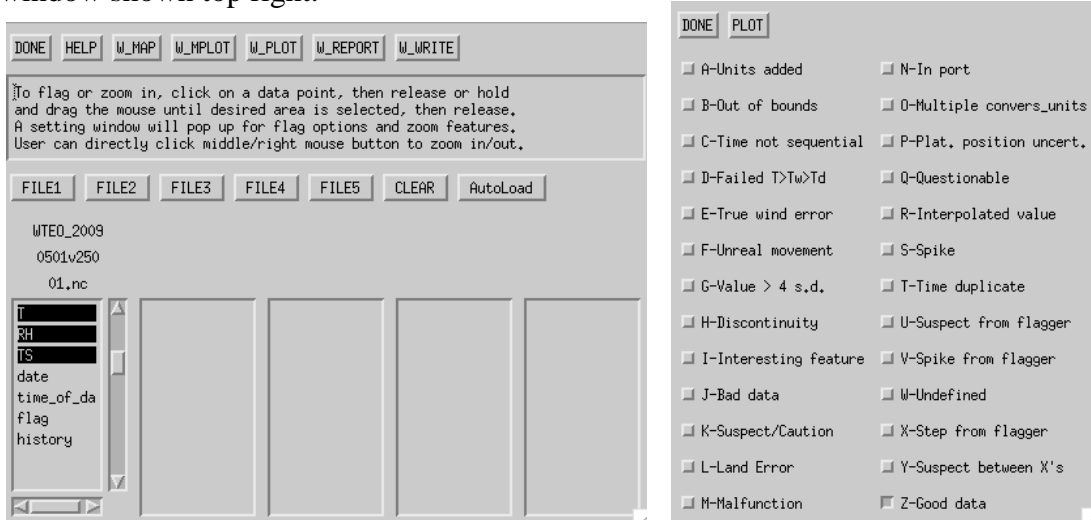 window shown top right.
DONE HELP W_MAP W_MPLOT W_PLOT W_REPORT W_WRITE
To flag or zoom in, click on a data point, then release or hold
and drag the mouse until desired area is selected, then release.
A setting window will pop up for flag options and zoom features.
User can directly click middle/right mouse button to zoom in/out.
FILE1 FILE2 FILE3 FILE4 FILE5 CLEAR AutoLoad
WTEO_2009
0501v250
01.nc
T
RH
TS
date
time_of_da
flag
history
DONE PLOT
A-Units added
B-Out of bounds
C-Time not sequential
D-Failed T>Tw>Td
E-True wind error
F-Unreal movement
G-Value > 4 s.d.
H-Discontinuity
I-Interesting feature
J-Bad data
K-Suspect/Caution
L-Land Error
M-Malfunction
N-In port
O-Multiple convers_units
P-Plat. position uncert.
Q-Questionable
R-Interpolated value
S-Spike
T-Time duplicate
U-Suspect from flagger
V-Spike from flagger
W-Undefined
X-Step from flagger
Y-Suspect between X's
Z-Good data